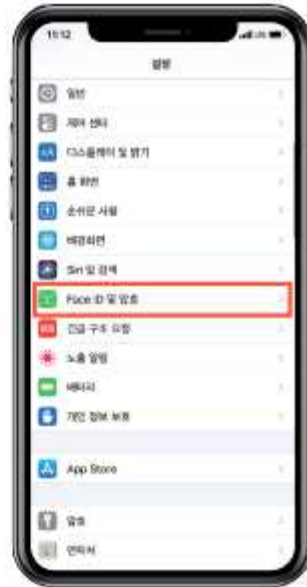 11:12
설정
일반
제어 센터
디스플레이 및 밝기
홈 화면
손쉬운 사용
배경화면
Siri 및 검색
Face ID 및 암호
긴급 구조 요청
노출 알림
배터리
개인 정보 보호
App Store
암호
연락처